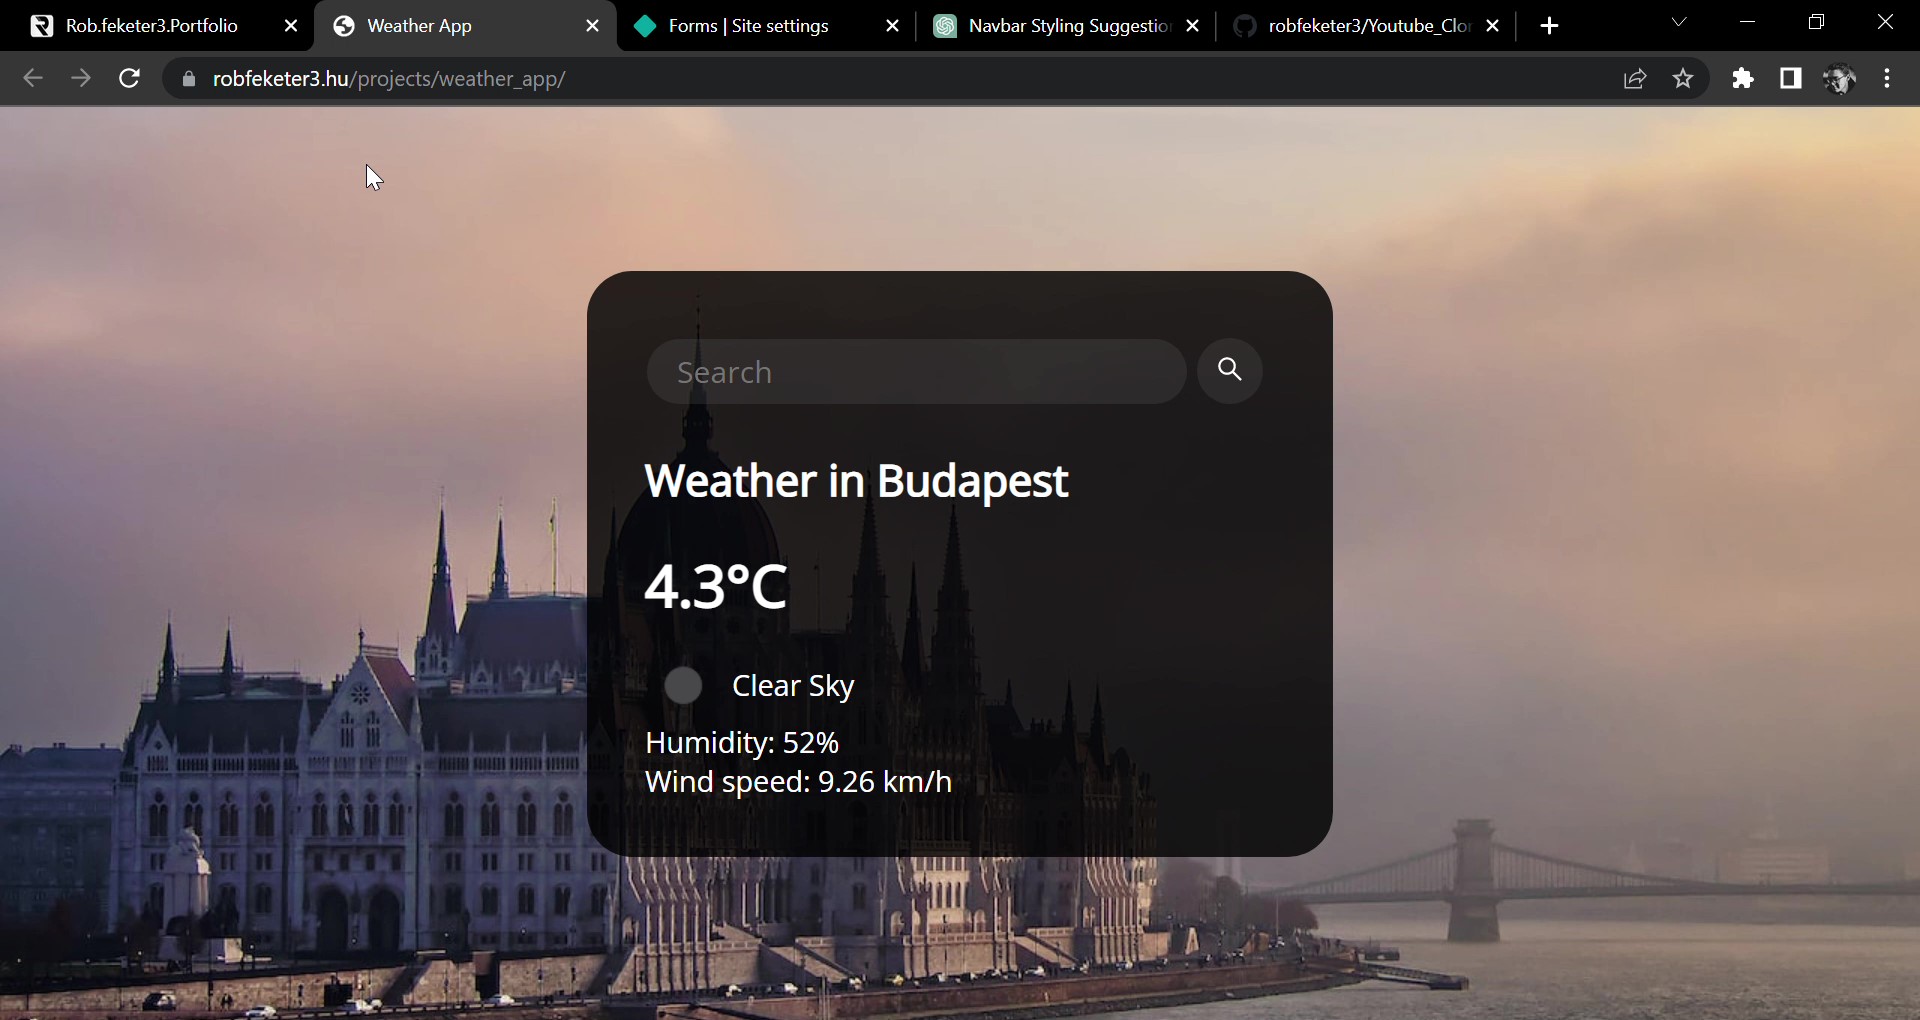 Rob.feketer3.Portfolio
Weather App
Forms | Site settings
Navbar Styling Suggestio
robfeketer3/Youtube_Clo
robfeketer3.hu/projects/weather_app/
Search
Weather in Budapest
4.3°C
Clear Sky
Humidity: 52%
Wind speed: 9.26 km/h